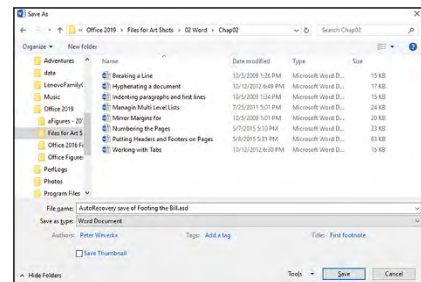 Save As
« Office 2019 › Files for Art Shots › 02 Word › Chap02
Search Chap02
Organize New folder
Name Date modified Type Size
Adventures
data
LenovoFamily
Music
Office 2019
aFigures - 20
Files for Art S
Office 2016 Fi
Office Figures
PerfLogs
Photos
Program Files
Breaking a Line 10/5/2009 1:26 PM Microsoft Word D... 15 KB
Hyphenating a document 10/12/2012 6:49 PM Microsoft Word D... 17 KB
Indenting paragraphs and first lines 10/5/2009 1:34 PM Microsoft Word D... 15 KB
Managin Multi Level Lists 7/25/2011 5:01 PM Microsoft Word D... 24 KB
Mirror Margins for 10/5/2009 1:01 PM Microsoft Word D... 20 KB
Numbering the Pages 5/7/2015 5:10 PM Microsoft Word D... 23 KB
Putting Headers and Footers on Pages 5/8/2015 5:31 PM Microsoft Word D... 83 KB
Working with Tabs 10/12/2012 6:30 PM Microsoft Word D... 15 KB
File name: AutoRecovery save of Footing the Bill.asd
Save as type: Word Document
Authors: Peter Weverka Tags: Add a tag Title: First footnote
Save Thumbnail
Hide Folders Tools Save Cancel